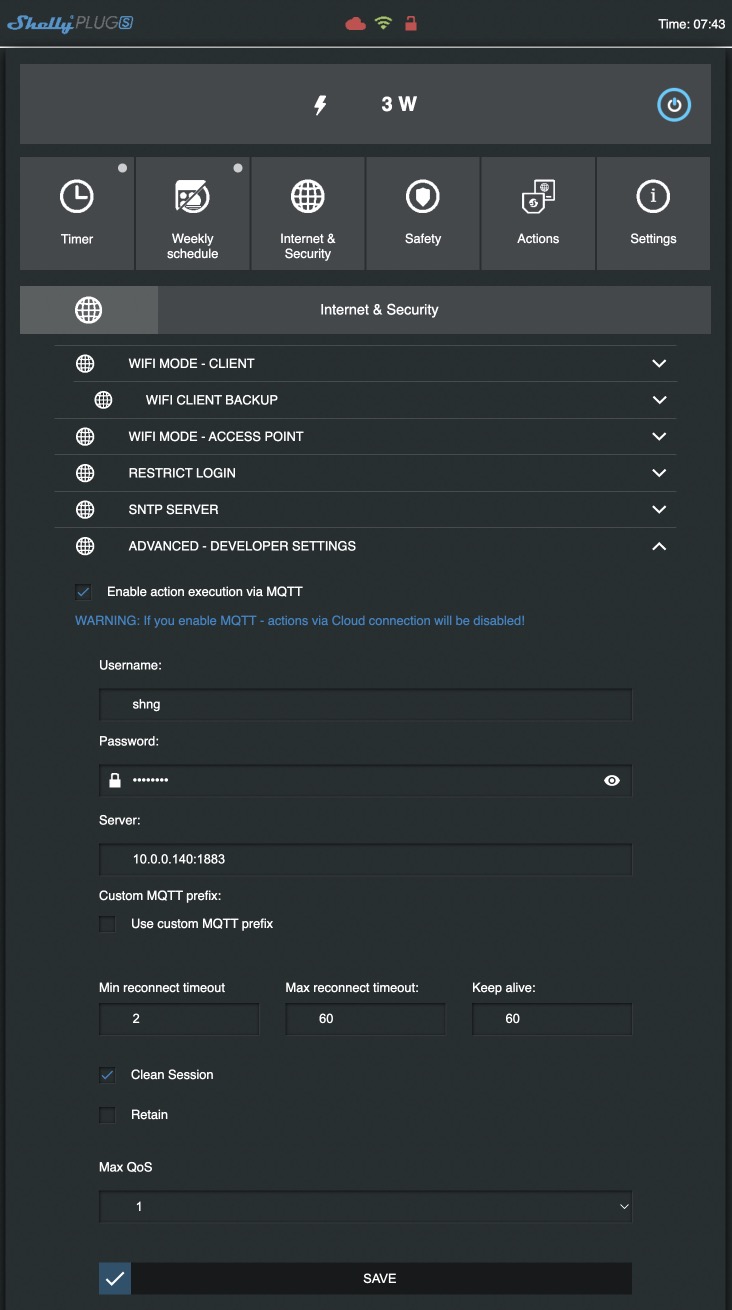 Shelly PLUG S
Time: 07:43
3 W
Timer
Weekly
schedule
Internet &
Security
Safety
Actions
Settings
Internet & Security
WIFI MODE - CLIENT
WIFI CLIENT BACKUP
WIFI MODE - ACCESS POINT
RESTRICT LOGIN
SNTP SERVER
ADVANCED - DEVELOPER SETTINGS
Enable action execution via MQTT
WARNING: If you enable MQTT - actions via Cloud connection will be disabled!
Username:
shng
Password:
••••••••
Server:
10.0.0.140:1883
Custom MQTT prefix:
Use custom MQTT prefix
Min reconnect timeout Max reconnect timeout: Keep alive:
2 60 60
Clean Session
Retain
Max QoS
1
SAVE